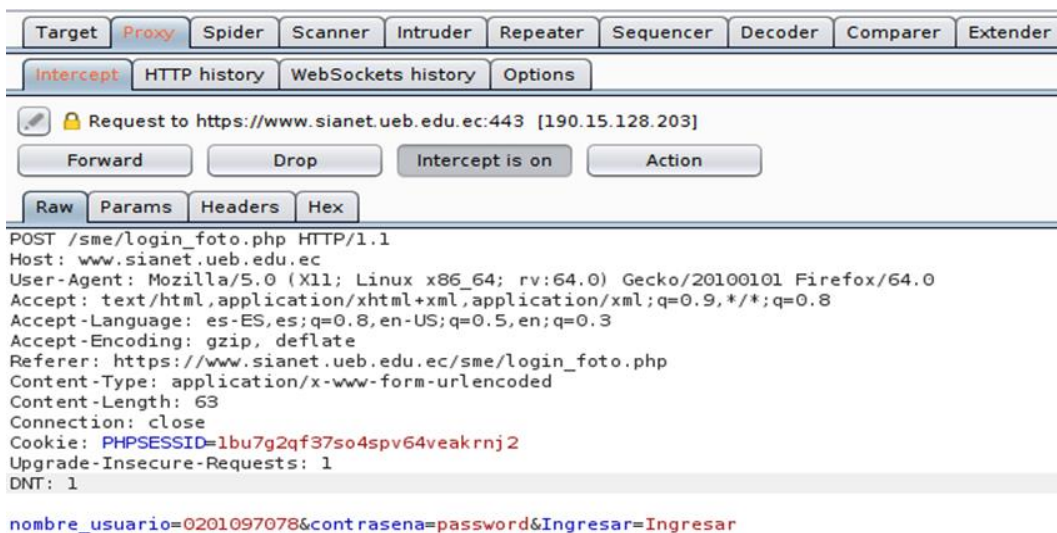 Target Proxy Spider Scanner Intruder Repeater Sequencer Decoder Comparer Extender
Intercept HTTP history WebSockets history Options
Request to https://www.sianet.ueb.edu.ec:443 [190.15.128.203]
Forward Drop Intercept is on Action
Raw Params Headers Hex
POST /sme/login_foto.php HTTP/1.1
Host: www.sianet.ueb.edu.ec
User-Agent: Mozilla/5.0 (X11; Linux x86_64; rv:64.0) Gecko/20100101 Firefox/64.0
Accept: text/html,application/xhtml+xml,application/xml;q=0.9,*/*;q=0.8
Accept-Language: es-ES,es;q=0.8,en-US;q=0.5,en;q=0.3
Accept-Encoding: gzip, deflate
Referer: https://www.sianet.ueb.edu.ec/sme/login_foto.php
Content-Type: application/x-www-form-urlencoded
Content-Length: 63
Connection: close
Cookie: PHPSESSID=1bu7g2qf37so4spv64veakrnj2
Upgrade-Insecure-Requests: 1
DNT: 1
nombre_usuario=0201097078&contrasena=password&Ingresar=Ingresar